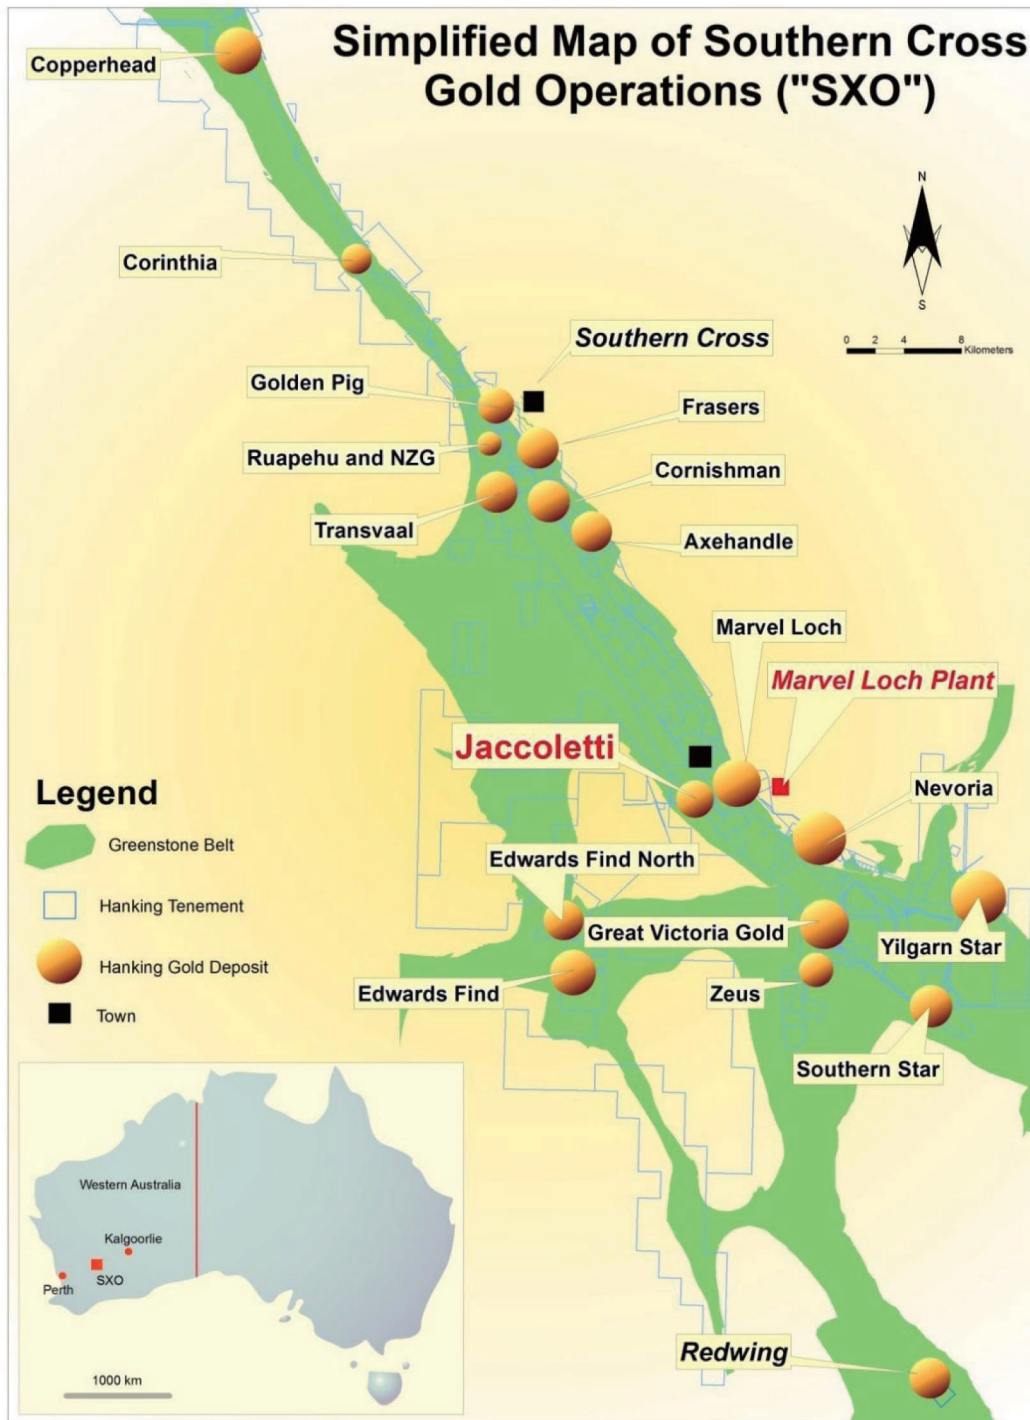 Simplified Map of Southern Cross
Gold Operations ("SXO")
Copperhead
N
S
Corinthia
0 2 4 8
Kilometers
Southern Cross
Golden Pig
Frasers
Ruapehu and NZG
Cornishman
Transvaal
Axehandle
Marvel Loch
Marvel Loch Plant
Jaccoletti
Nevoria
Edwards Find North
Great Victoria Gold
Yilgarn Star
Edwards Find
Zeus
Southern Star
Redwing
Legend
Greenstone Belt
Hanking Tenement
Hanking Gold Deposit
Town
Western Australia
Kalgoorlie
SXO
Perth
1000 km